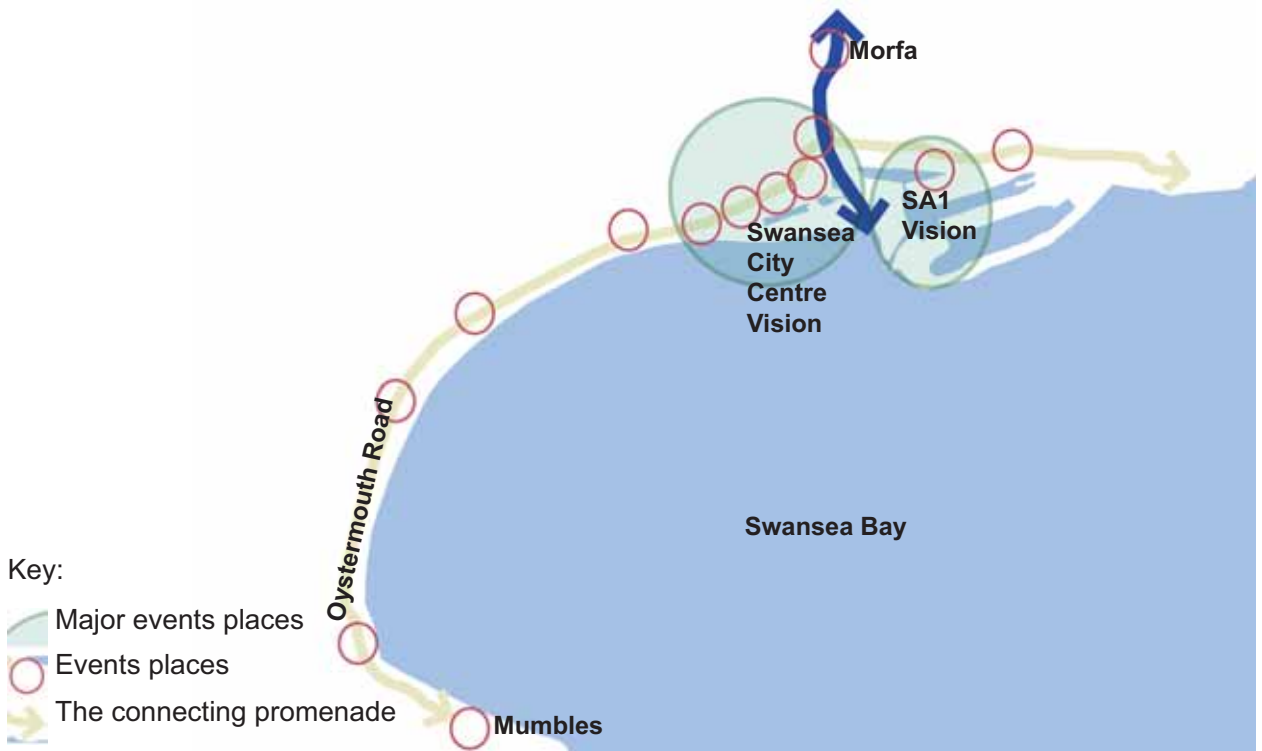 Morfa
SA1
Vision
Swansea
City
Centre
Vision
Oystermouth Road
Swansea Bay
Key:
Major events places
Events places
The connecting promenade
Mumbles